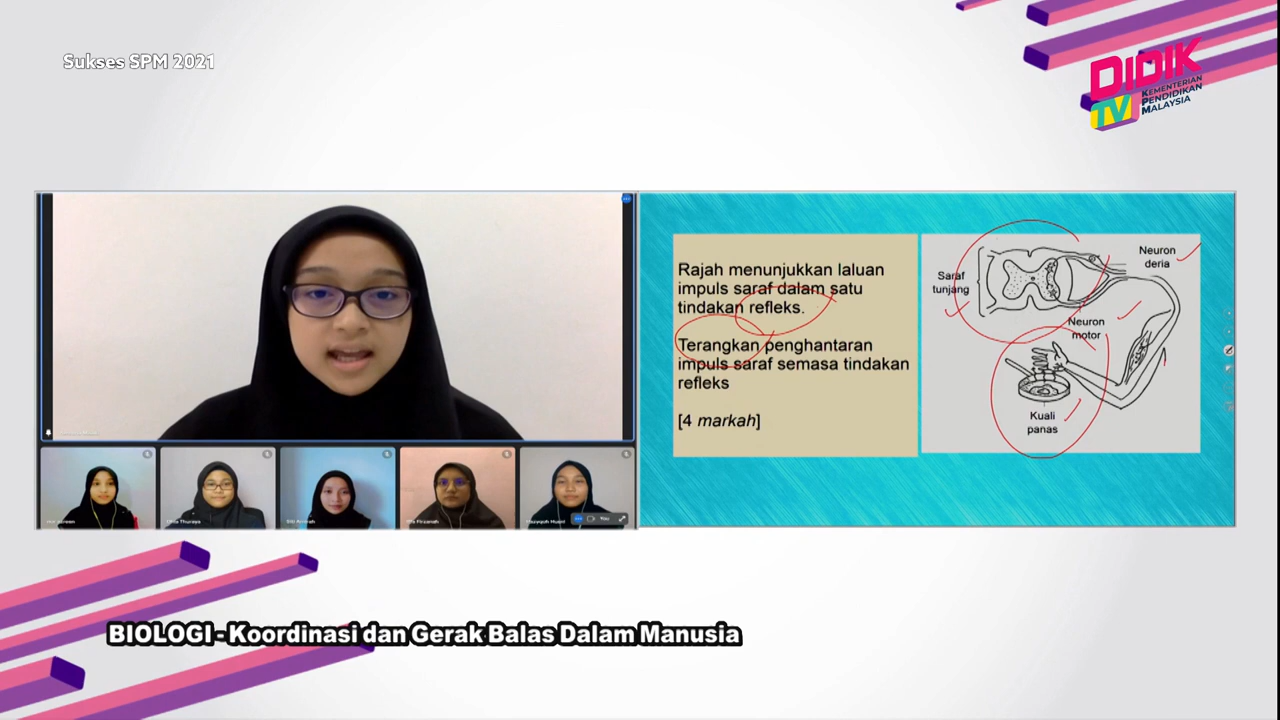 Sukses SPM 2021
DIDIK
TV
KEMENTERIAN
PENDIDIKAN
MALAYSIA
Rajah menunjukkan laluan
impuls saraf dalam satu
tindakan refleks.
Terangkan penghantaran
impuls saraf semasa tindakan
refleks
[4 markah]
Saraf
tunjang
Neuron
deria
Neuron
motor
Kuali
panas
You
BIOLOGI - Koordinasi dan Gerak Balas Dalam Manusia